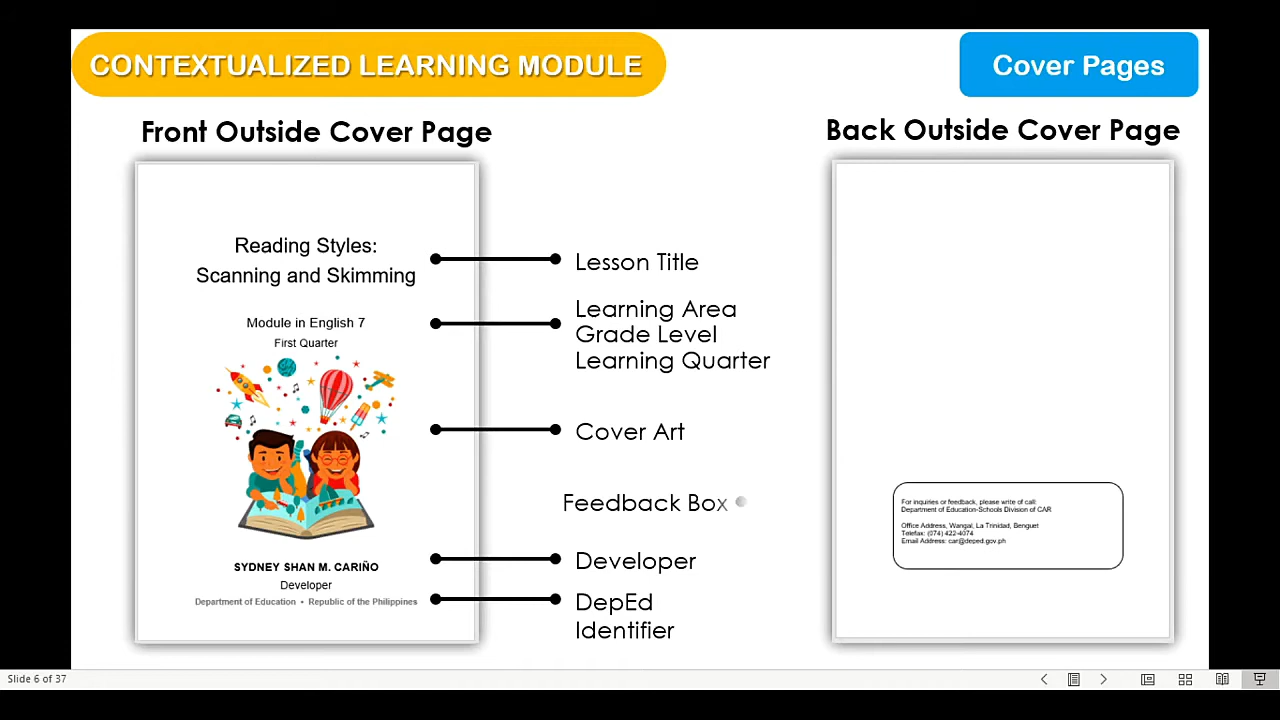 CONTEXTUALIZED LEARNING MODULE
Cover Pages
Front Outside Cover Page
Back Outside Cover Page
Reading Styles:
Scanning and Skimming
Module in English 7
First Quarter
SYDNEY SHAN M. CARIÑO
Developer
Department of Education • Republic of the Philippines
Lesson Title
Learning Area
Grade Level
Learning Quarter
Cover Art
Feedback Box
Developer
DepEd
Identifier
For inquiries or feedback, please write of call:
Department of Education-Schools Division of CAR
Office Address, Wangal, La Trinidad, Benguet
Telefax: (074) 422-4074
Email Address: car@deped.gov.ph
Slide 6 of 37